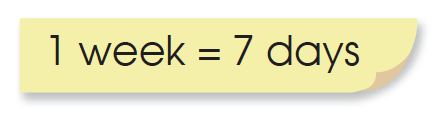 1 week = 7 days